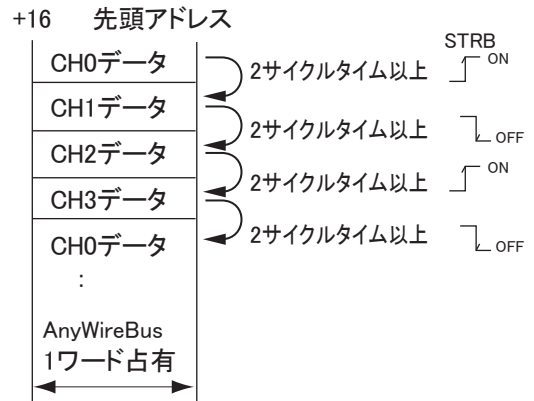 +16 先頭アドレス
STRB
CH0データ
2サイクルタイム以上
ON
CH1データ
2サイクルタイム以上
OFF
CH2データ
2サイクルタイム以上
ON
CH3データ
2サイクルタイム以上
OFF
CH0データ
:
AnyWireBus
1ワード占有